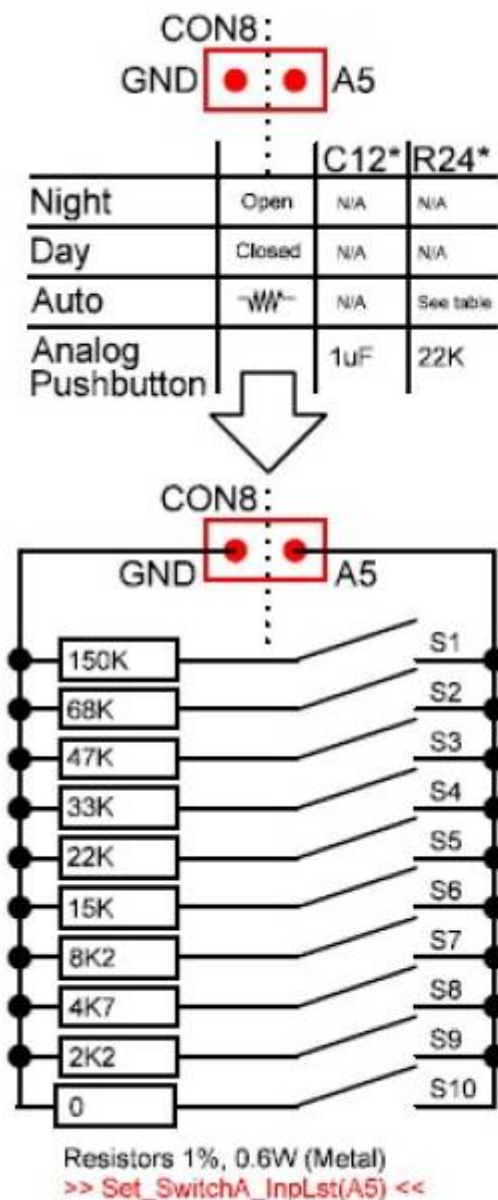 CON8:
GND A5
C12* R24*
Night Open N/A N/A
Day Closed N/A N/A
Auto N/A See table
Analog
Pushbutton 1uF 22K
CON8:
GND A5
150K S1
68K S2
47K S3
33K S4
22K S5
15K S6
8K2 S7
4K7 S8
2K2 S9
0 S10
Resistors 1%, 0.6W (Metal)
>> Set_SwitchA_InpLst(A5) <<